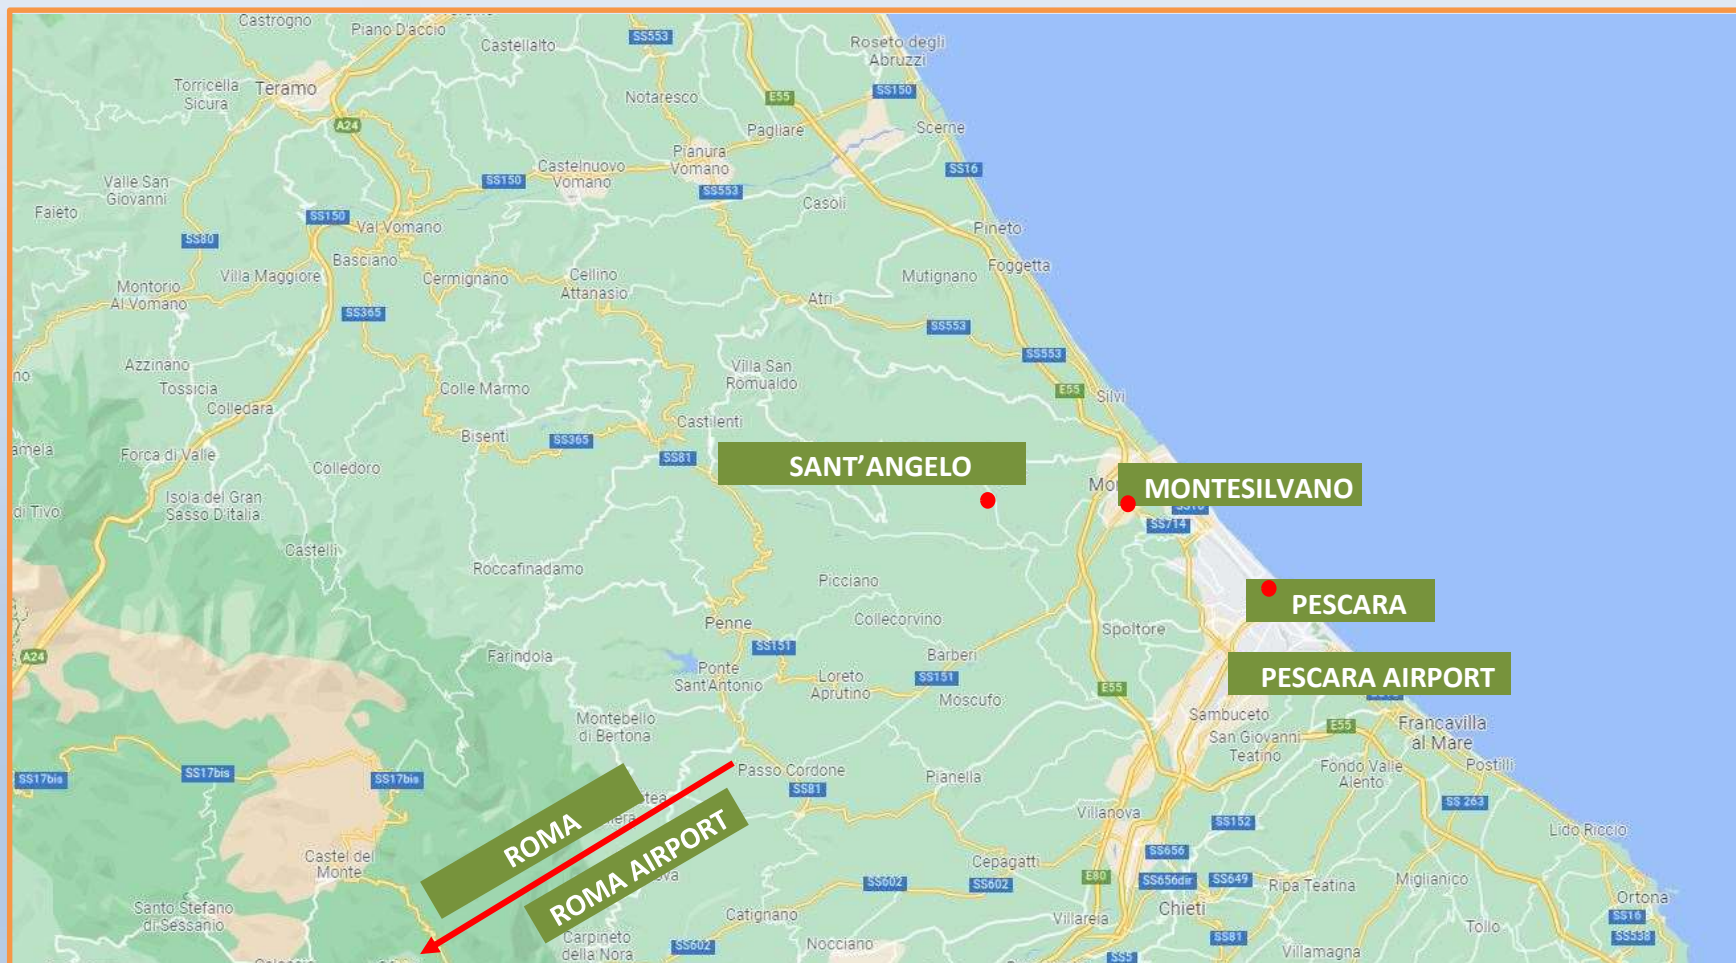 Castrogno
Piano D'accio
Castellalto
SS553
Roseto degli
Abruzzi
Torricella
Sicura
Teramo
Notaresco
E55
SS150
A24
Pagliare
Scerne
Pianura
Vomano
Castelnuovo
Vomano
SS150
SS553
SS16
Valle San
Giovanni
Faieto
SS150
Val Vomano
Casoli
Pineto
SS80
Basciano
Villa Maggiore
Cermignano
Cellino
Attanasio
Mutignano
Foggetta
Montorio
Al Vomano
SS365
Atri
SS553
SS553
Azzinano
Tossicia
Colledara
Colle Marmo
Villa San
Romualdo
E55
Silvi
Castilenti
Bisenti
SS365
SS81
Forca di Valle
Colledoro
SANT'ANGELO
MONTESILVANO
Isola del Gran
Sasso D'italia
di Tivo
SS714
Castelli
Roccafinadamo
Picciano
PESCARA
Penne
Collecorvino
Spoltore
A24
Farindola
SS151
Barberi
Ponte
Sant'Antonio
Loreto
Aprutino
SS151
Moscufo
E55
PESCARA AIRPORT
Montebello
di Bertona
Sambuceto
San Giovanni
Teatino
E55
Francavilla
al Mare
SS17bis
SS17bis
SS17bis
Passo Cordone
SS81
Pianella
Fondo Valle
Alento
Postilli
Villanova
SS 263
ROMA
ROMA AIRPORT
SS152
Lido Riccio
Castel del
Monte
SS656
Cepagatti
SS602
SS602
E80
SS656dir
SS649
Ripa Teatina
Miglianico
Ortona
Santo Stefano
di Sessanio
Catignano
Villareia
Chieti
SS16
Tollo
Carpineto
della Nora
SS602
Nocciano
SS81
SS538
SS5
Villamagna